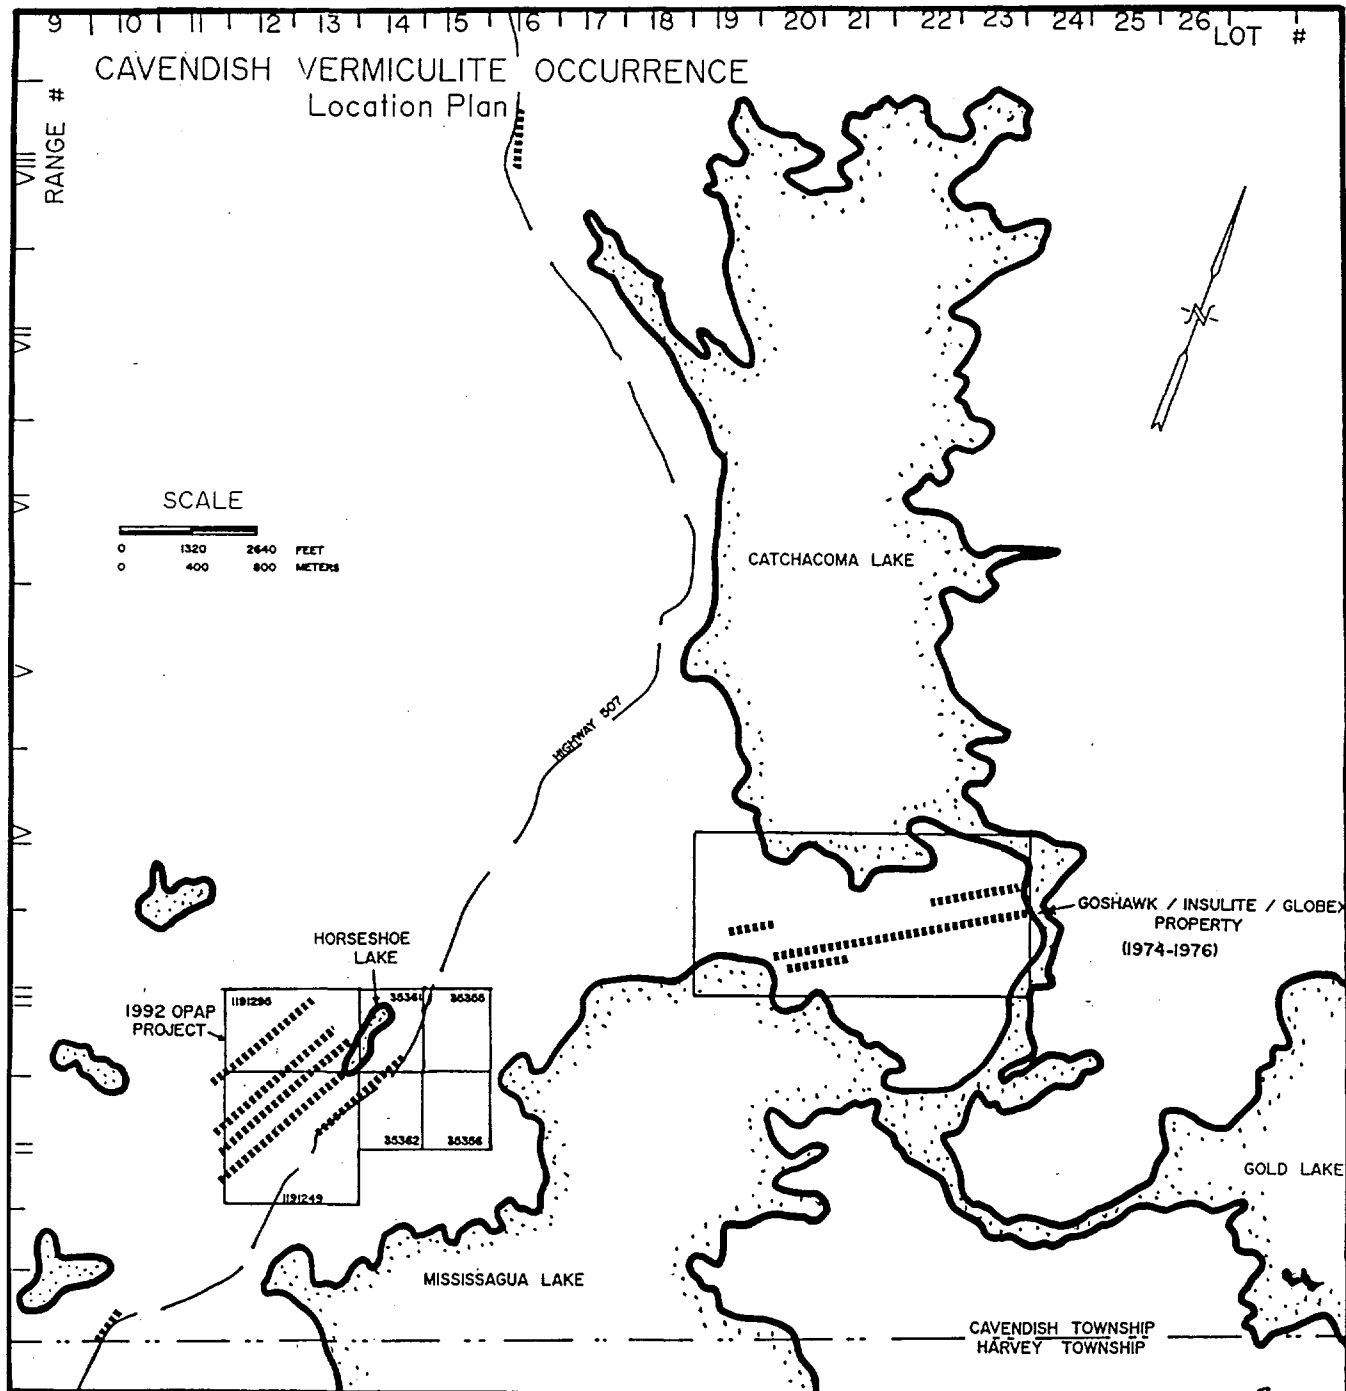 9 10 11 12 13 14 15 16 17 18 19 20 21 22 23 24 25 26 LOT #
CAVENDISH VERMICULITE OCCURRENCE
Location Plan
RANGE #
VIII
VII
VI
SCALE
0 1320 2640 FEET
0 400 800 METERS
CATCHACOMA LAKE
V
HIGHWAY 507
IV
GOSHAWK / INSULITE / GLOBEX
PROPERTY
(1974-1976)
HORSESHOE
LAKE
III
1191295
35361
35355
1992 OPAP
PROJECT
II
35362
35356
1191249
GOLD LAKE
MISSISSAGUA LAKE
CAVENDISH TOWNSHIP
HARVEY TOWNSHIP
N